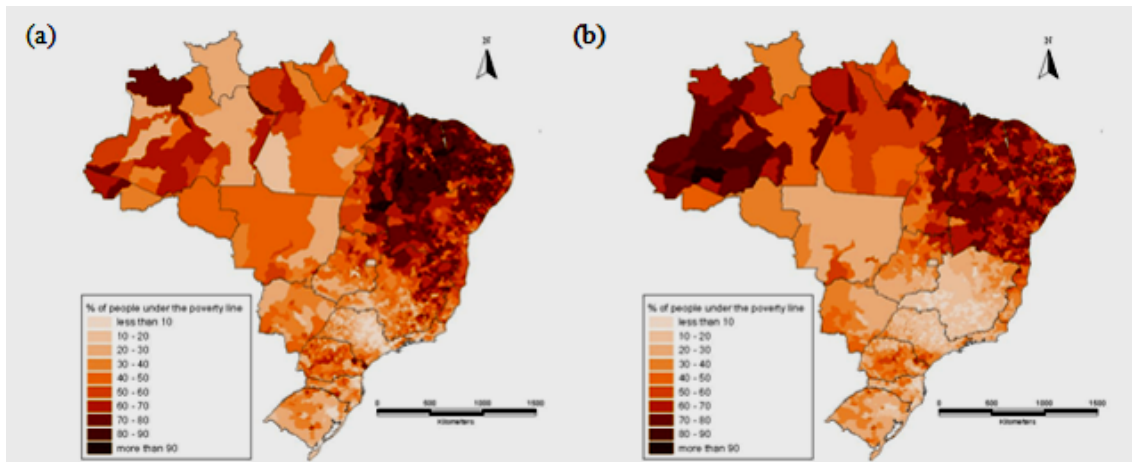 (a)
N
% of people under the poverty line
less than 10
10 - 20
20 - 30
30 - 40
40 - 50
50 - 60
60 - 70
70 - 80
80 - 90
more than 90
0 500 1000 1500
Kilometers
(b)
N
% of people under the poverty line
less than 10
10 - 20
20 - 30
30 - 40
40 - 50
50 - 60
60 - 70
70 - 80
80 - 90
more than 90
0 500 1000 1500
Kilometers